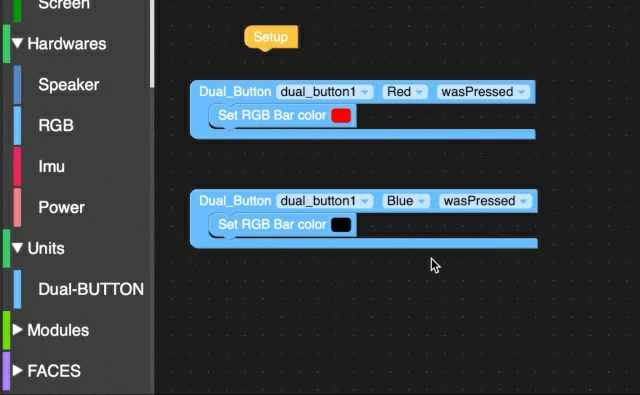 Screen
Hardwares
Speaker
RGB
Imu
Power
Units
Dual-BUTTON
Modules
FACES
Setup
Dual_Button dual_button1 Red wasPressed
Set RGB Bar color
Dual_Button dual_button1 Blue wasPressed
Set RGB Bar color